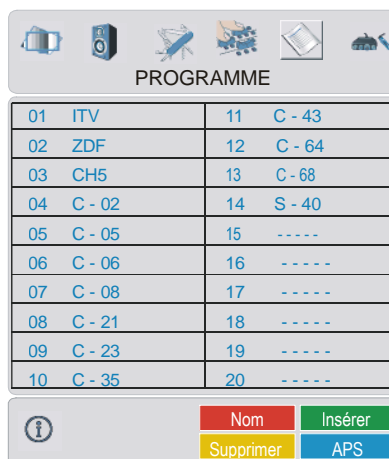 PROGRAMME
01 ITV 11 C - 43
02 ZDF 12 C - 64
03 CH5 13 C - 68
04 C - 02 14 S - 40
05 C - 05 15 - - - - -
06 C - 06 16 - - - - -
07 C - 08 17 - - - - -
08 C - 21 18 - - - - -
09 C - 23 19 - - - - -
10 C - 35 20 - - - - -
Nom Insérer
Supprimer APS